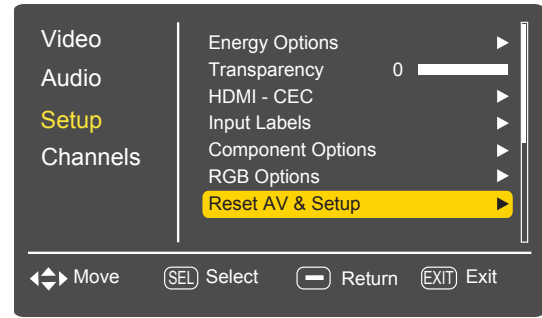 Video
Audio
Setup
Channels
Energy Options
Transparency 0
HDMI - CEC
Input Labels
Component Options
RGB Options
Reset AV & Setup
Move SEL Select Return EXIT Exit